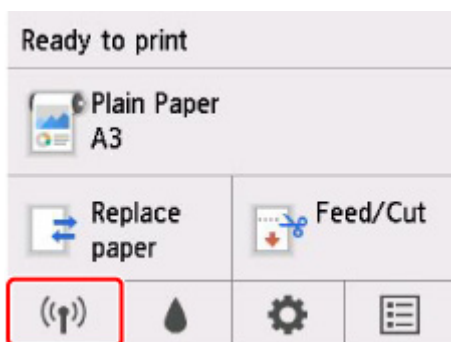 Ready to print
Plain Paper
A3
Replace
paper
Feed/Cut